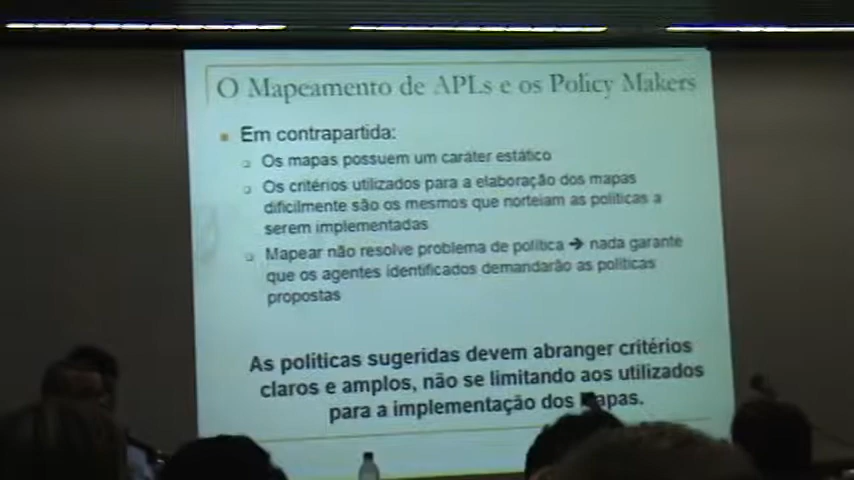 O Mapeamento de APLs e os Policy Makers
Em contrapartida:
Os mapas possuem um caráter estático
Os critérios utilizados para a elaboração dos mapas
dificilmente são os mesmos que norteiam as políticas a
serem implementadas
Mapear não resolve problema de política → nada garante
que os agentes identificados demandarão as políticas
propostas
As políticas sugeridas devem abranger critérios
claros e amplos, não se limitando aos utilizados
para a implementação dos Mapas.